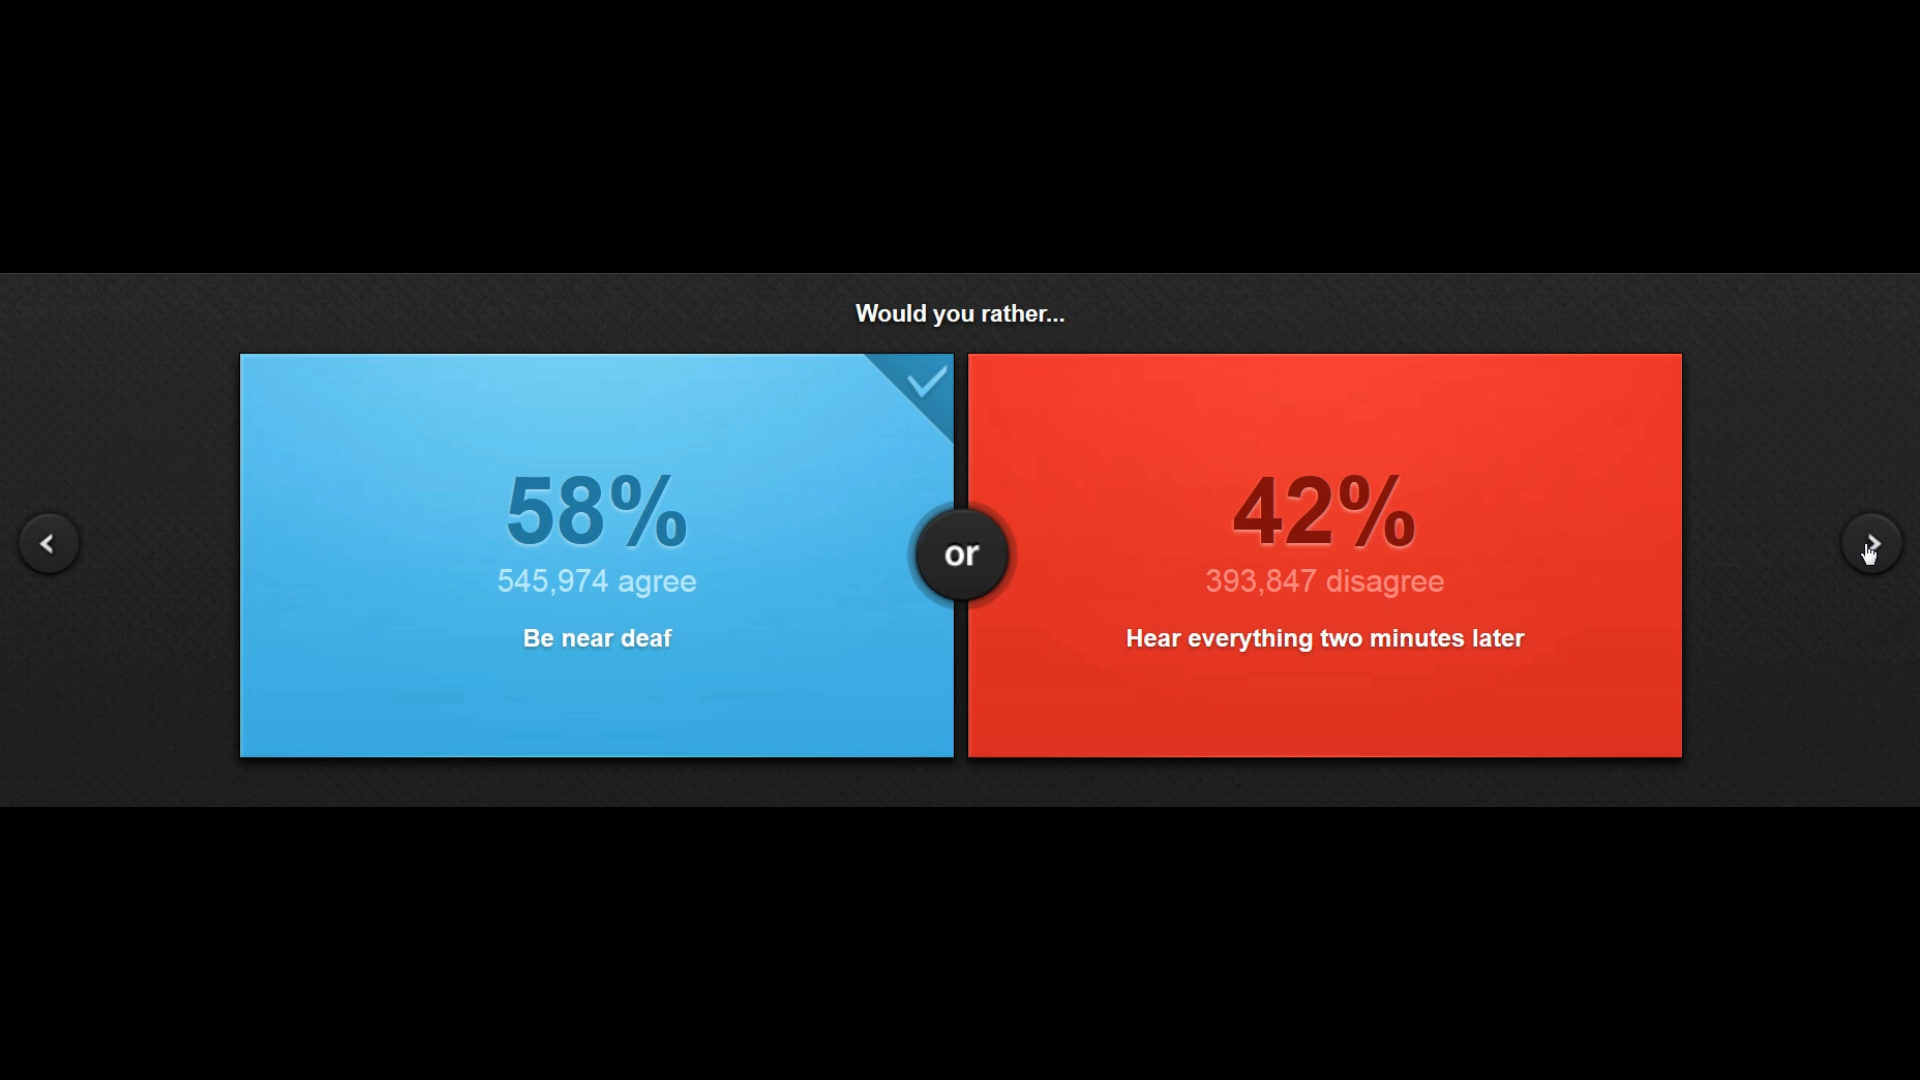 Would you rather...
58%
545,974 agree
Be near deaf
or
42%
393,847 disagree
Hear everything two minutes later